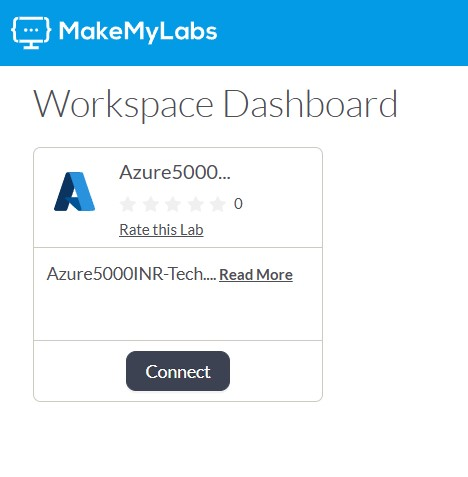 MakeMyLabs
Workspace Dashboard
Azure5000...
0
Rate this Lab
Azure5000INR-Tech.... Read More
Connect